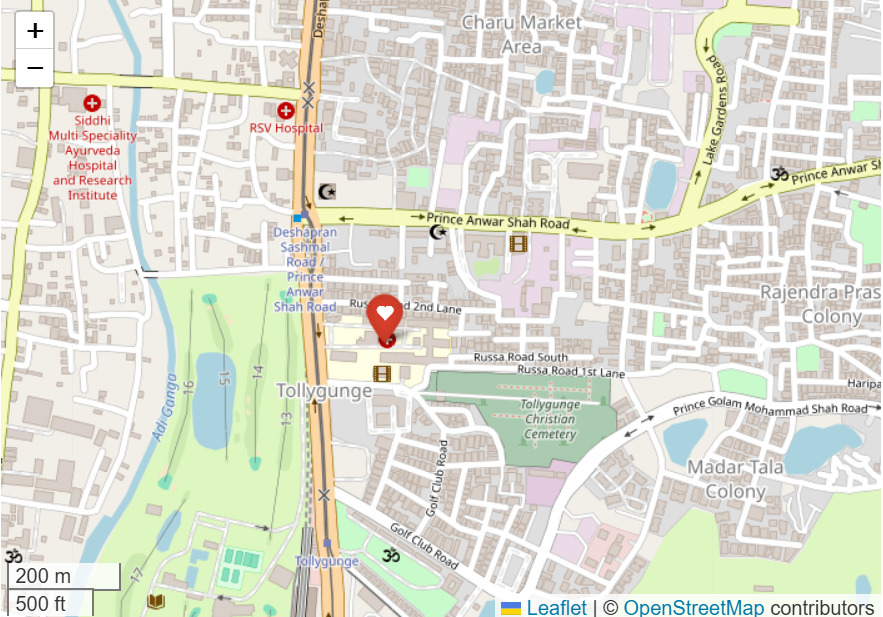 +
−
Deshap
Charu Market
Area
Lake Gardens Road
Siddhi
Multi Speciality
Ayurveda
Hospital
and Research
Institute
RSV Hospital
Prince Anwar S
Prince Anwar Shah Road
Deshapran
Sashmal
Road /
Prince
Anwar
Shah Road
Rajendra Pras
Colony
Russa Road 2nd Lane
Russa Road South
Russa Road 1st Lane
Tollygunge
Tollygunge
Christian
Cemetery
Haripa
Prince Golam Mohammad Shah Road
Adi Ganga
16
15
14
13
Golf Club Road
Madar Tala
Colony
Golf Club Road
Tollygunge
17
ॐ
ॐ
ॐ
200 m
500 ft
Leaflet | © OpenStreetMap contributors